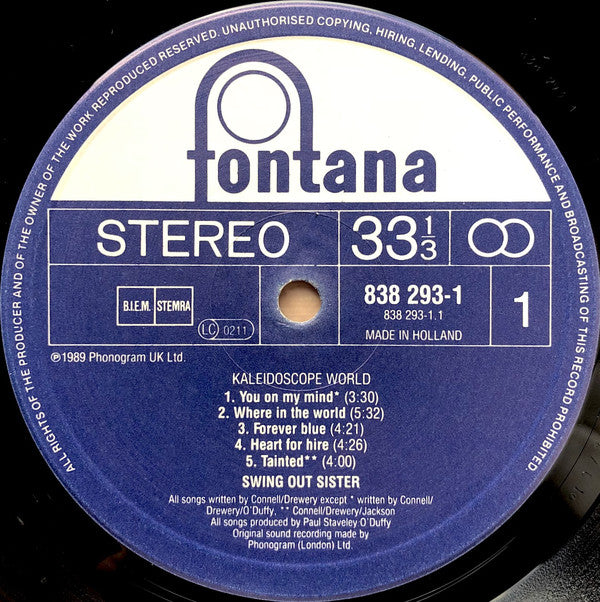 ALL RIGHTS OF THE PRODUCER AND OF THE OWNER OF THE WORK REPRODUCED RESERVED. UNAUTHORISED COPYING, HIRING, LENDING, PUBLIC PERFORMANCE AND BROADCASTING OF THIS RECORD PROHIBITED.
fontana
STEREO
33 1/3
B.I.E.M. STEMRA
LC 0211
838 293-1
838 293-1.1
MADE IN HOLLAND
1
℗1989 Phonogram UK Ltd.
KALEIDOSCOPE WORLD
1. You on my mind* (3:30)
2. Where in the world (5:32)
3. Forever blue (4:21)
4. Heart for hire (4:26)
5. Tainted** (4:00)
SWING OUT SISTER
All songs written by Connell/Drewery except * written by Connell/
Drewery/O'Duffy, ** Connell/Drewery/Jackson
All songs produced by Paul Staveley O'Duffy
Original sound recording made by
Phonogram (London) Ltd.